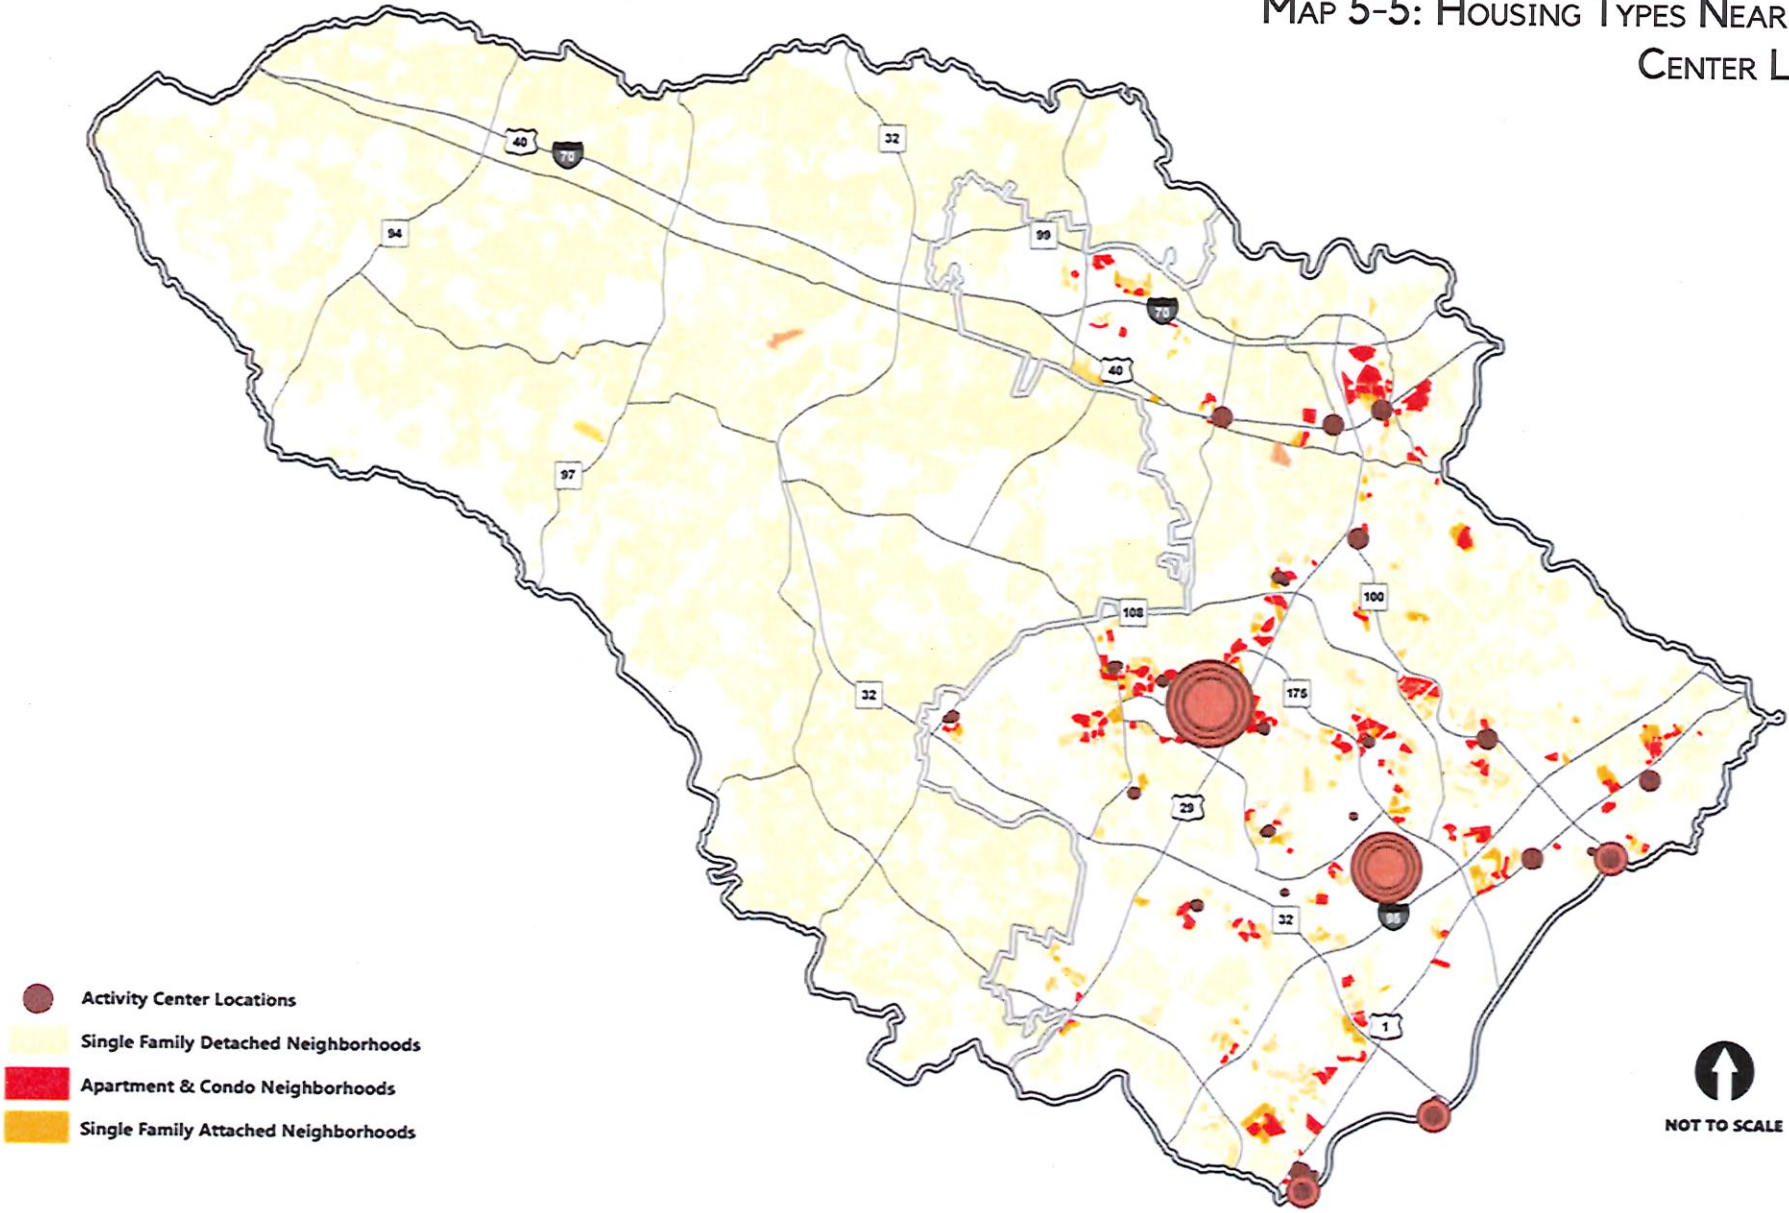 MAP 5-5: HOUSING TYPES NEAR
CENTER L
40
70
32
94
99
70
40
97
108
100
32
175
29
32
95
1
Activity Center Locations
Single Family Detached Neighborhoods
Apartment & Condo Neighborhoods
Single Family Attached Neighborhoods
NOT TO SCALE